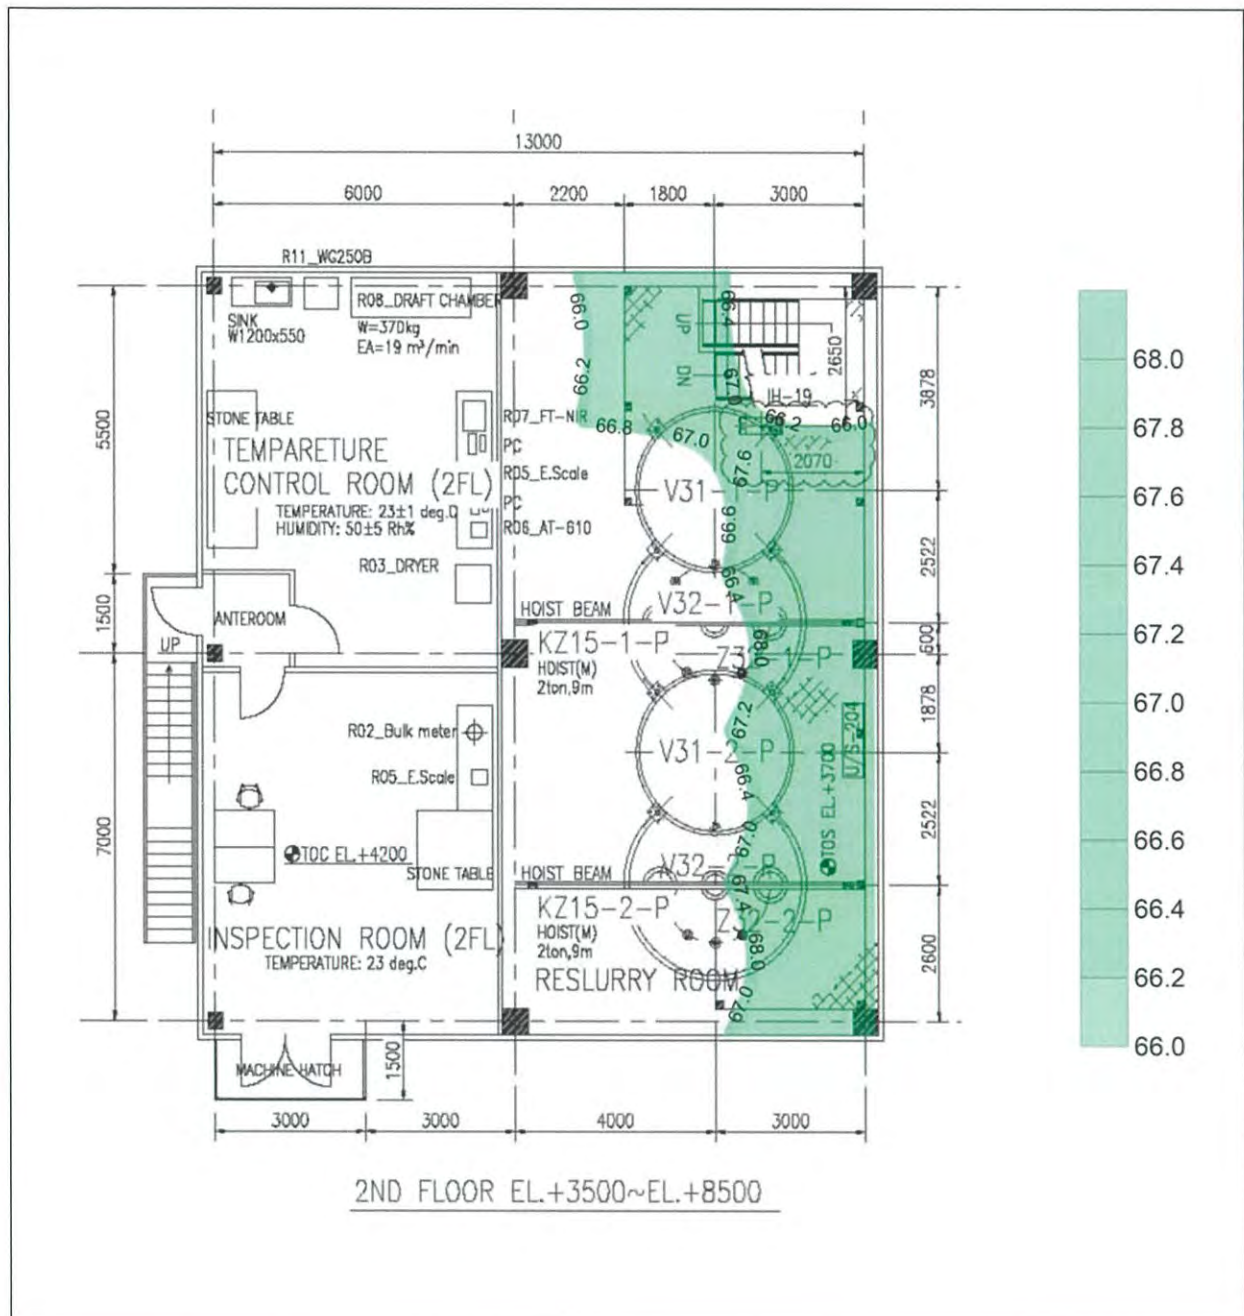 13000
6000
2200
1800
3000
R11_WG250B
R08_DRAFT CHAMBER
W=370kg
EA=19 m³/min
SINK
W1200x550
66.0
66.2
66.4
UP
DN
67.0
2650
IH-19
3878
5500
STONE TABLE
R07_FT-NIR
66.8
67.0
66.2
66.0
TEMPARETURE
CONTROL ROOM (2FL)
TEMPERATURE: 23±1 deg.C
HUMIDITY: 50±5 Rh%
PC
R05_E.Scale
PC
R06_AT-610
67.6
2070
V31-1-P
66.6
2522
R03_DRYER
66.4
1500
ANTEROOM
UP
HOIST BEAM
V32-1-P
600
KZ15-1-P
HOIST(M)
2ton,9m
68.0
1878
R02_Bulk meter
67.2
U/S-204
V31-2-P
R05_E.Scale
66.4
TOS EL.+3700
2522
7000
TOC EL.+4200
67.0
STONE TABLE
HOIST BEAM
KZ15-2-P
HOIST(M)
2ton,9m
67.4
INSPECTION ROOM (2FL)
TEMPERATURE: 23 deg.C
68.0
2600
RESLURRY ROOM
67.0
MACHINE HATCH
1500
3000
3000
4000
3000
2ND FLOOR EL.+3500~EL.+8500
68.0
67.8
67.6
67.4
67.2
67.0
66.8
66.6
66.4
66.2
66.0